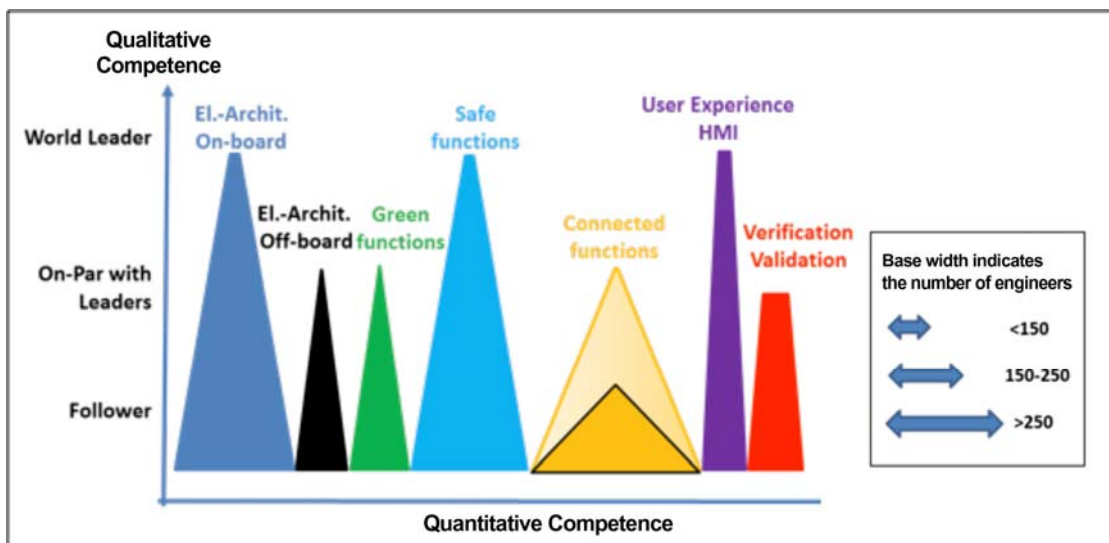 Qualitative
Competence
World Leader
On-Par with
Leaders
Follower
El.-Archit.
On-board
El.-Archit.
Off-board
Green
functions
Safe
functions
Connected
functions
User Experience
HMI
Verification
Validation
Quantitative Competence
Base width indicates
the number of engineers
<150
150-250
>250